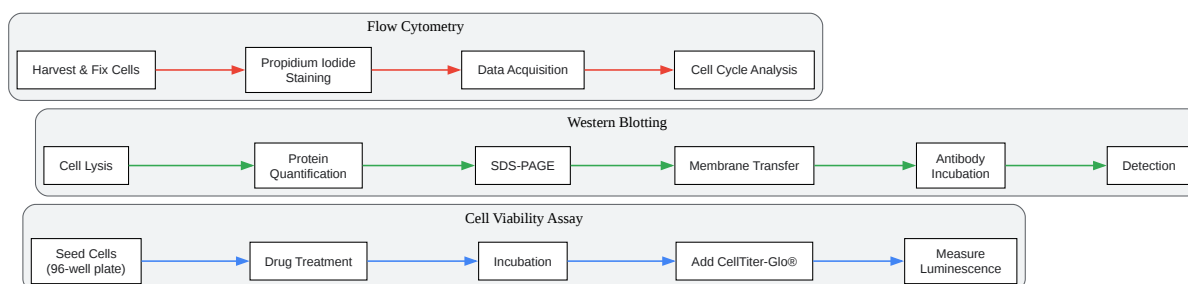 Flow Cytometry
Harvest & Fix Cells
Propidium Iodide
Staining
Data Acquisition
Cell Cycle Analysis
Western Blotting
Cell Lysis
Protein
Quantification
SDS-PAGE
Membrane Transfer
Antibody
Incubation
Detection
Cell Viability Assay
Seed Cells
(96-well plate)
Drug Treatment
Incubation
Add CellTiter-Glo®
Measure
Luminescence